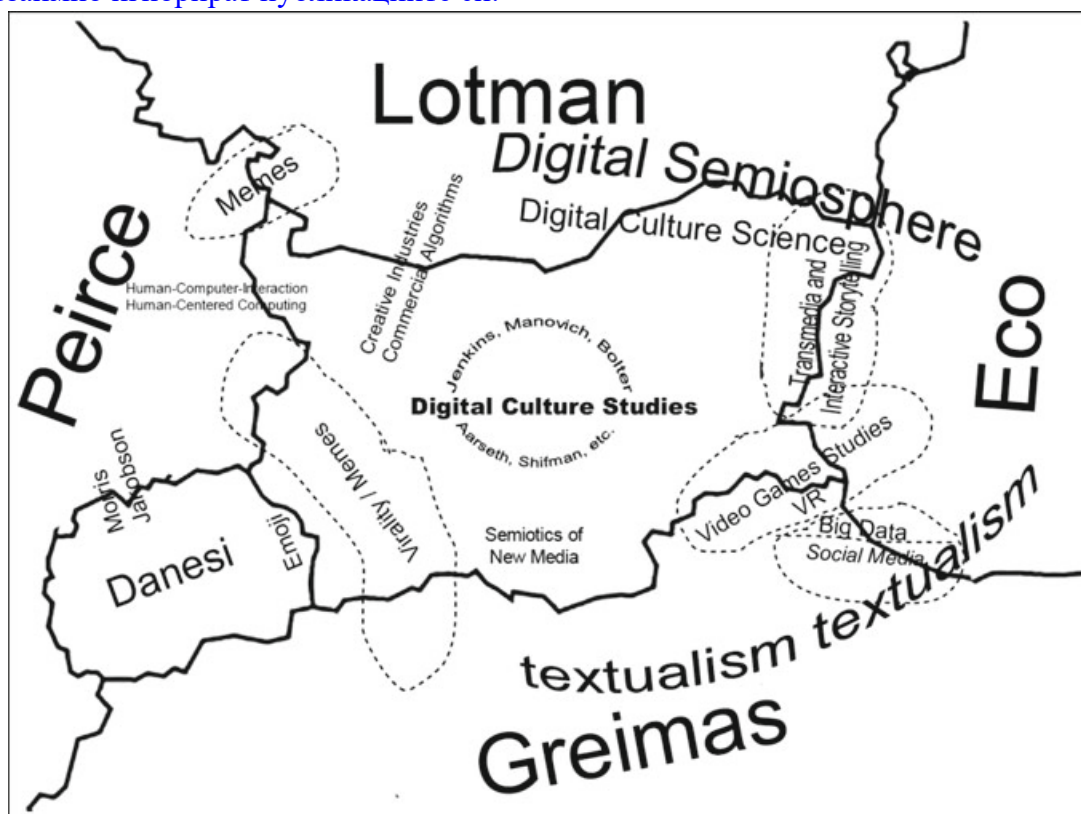 Lotman
Digital Semiosphere
Digital Culture Science
Memes
Creative Industries
Commercial Algorithms
Peirce
Human-Computer-Interaction
Human-Centered Computing
Transmedia and
Interactive Storytelling
Eco
Jenkins, Manovich, Bolter
Digital Culture Studies
Aarseth, Shifman, etc.
Morris
Jakobson
Danesi
Emoji
Virality / Memes
Semiotics of
New Media
Video Games Studies
VR
Big Data
Social Media
textualism textualism
Greimas